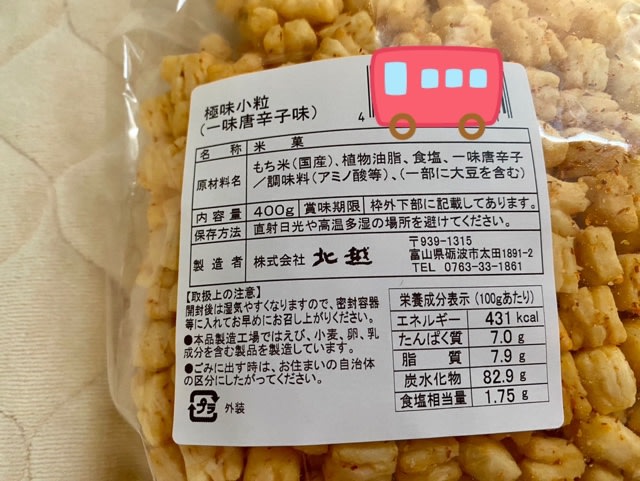 極味小粒
(一味唐辛子味)
4
名 称 米 菓
原材料名 もち米(国産)、植物油脂、食塩、一味唐辛子
/調味料(アミノ酸等)、(一部に大豆を含む)
内容量 400g 賞味期限 枠外下部に記載してあります。
保存方法 直射日光や高温多湿の場所を避けてください。
製造者 株式会社 北越 〒939-1315
富山県砺波市太田1891-2
TEL 0763-33-1861
【取扱上の注意】
開封後は湿気やすくなりますので、密封容器
等に入れてお早めにお召し上がりください。
●本品製造工場ではえび、小麦、卵、乳
成分を含む製品を製造しています。
●ごみに出す時は、お住まいの自治体
の区分にしたがってください。
プラ 外装
栄養成分表示(100gあたり)
エネルギー 431 kcal
たんぱく質 7.0 g
脂 質 7.9 g
炭水化物 82.9 g
食塩相当量 1.75 g